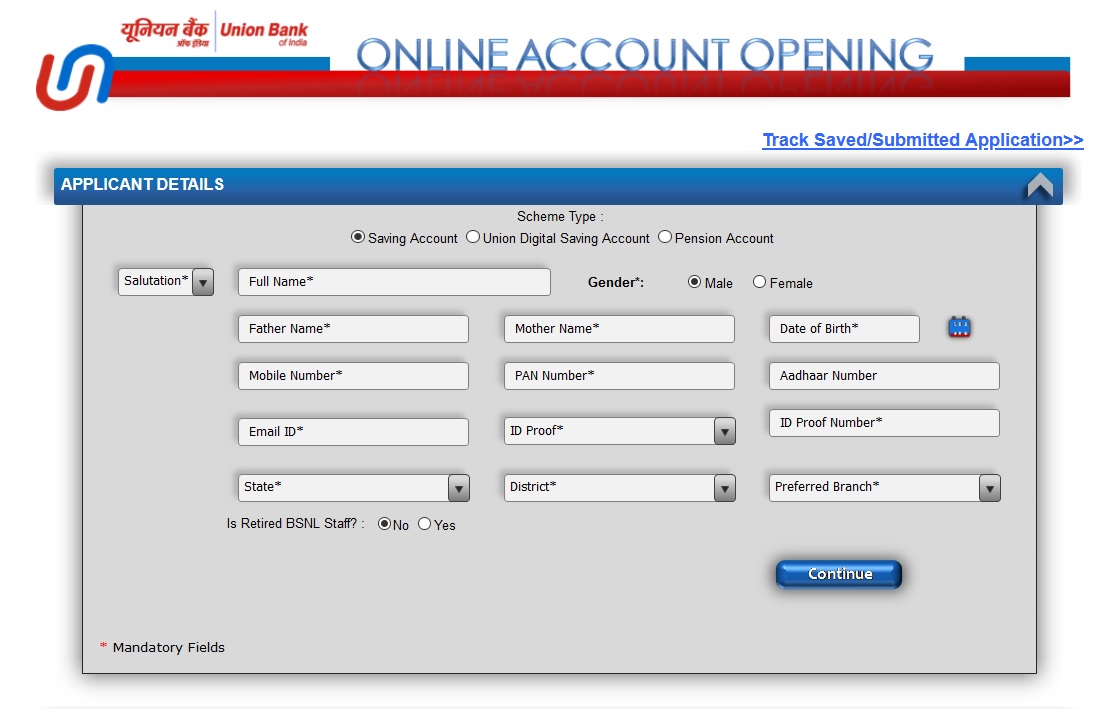 यूनियन बैंक Union Bank
ऑफ इंडिया of India
ONLINE ACCOUNT OPENING
Track Saved/Submitted Application>>
APPLICANT DETAILS
Scheme Type :
Saving Account Union Digital Saving Account Pension Account
Salutation* Full Name* Gender*: Male Female
Father Name* Mother Name* Date of Birth*
Mobile Number* PAN Number* Aadhaar Number
Email ID* ID Proof* ID Proof Number*
State* District* Preferred Branch*
Is Retired BSNL Staff? : No Yes
Continue
* Mandatory Fields